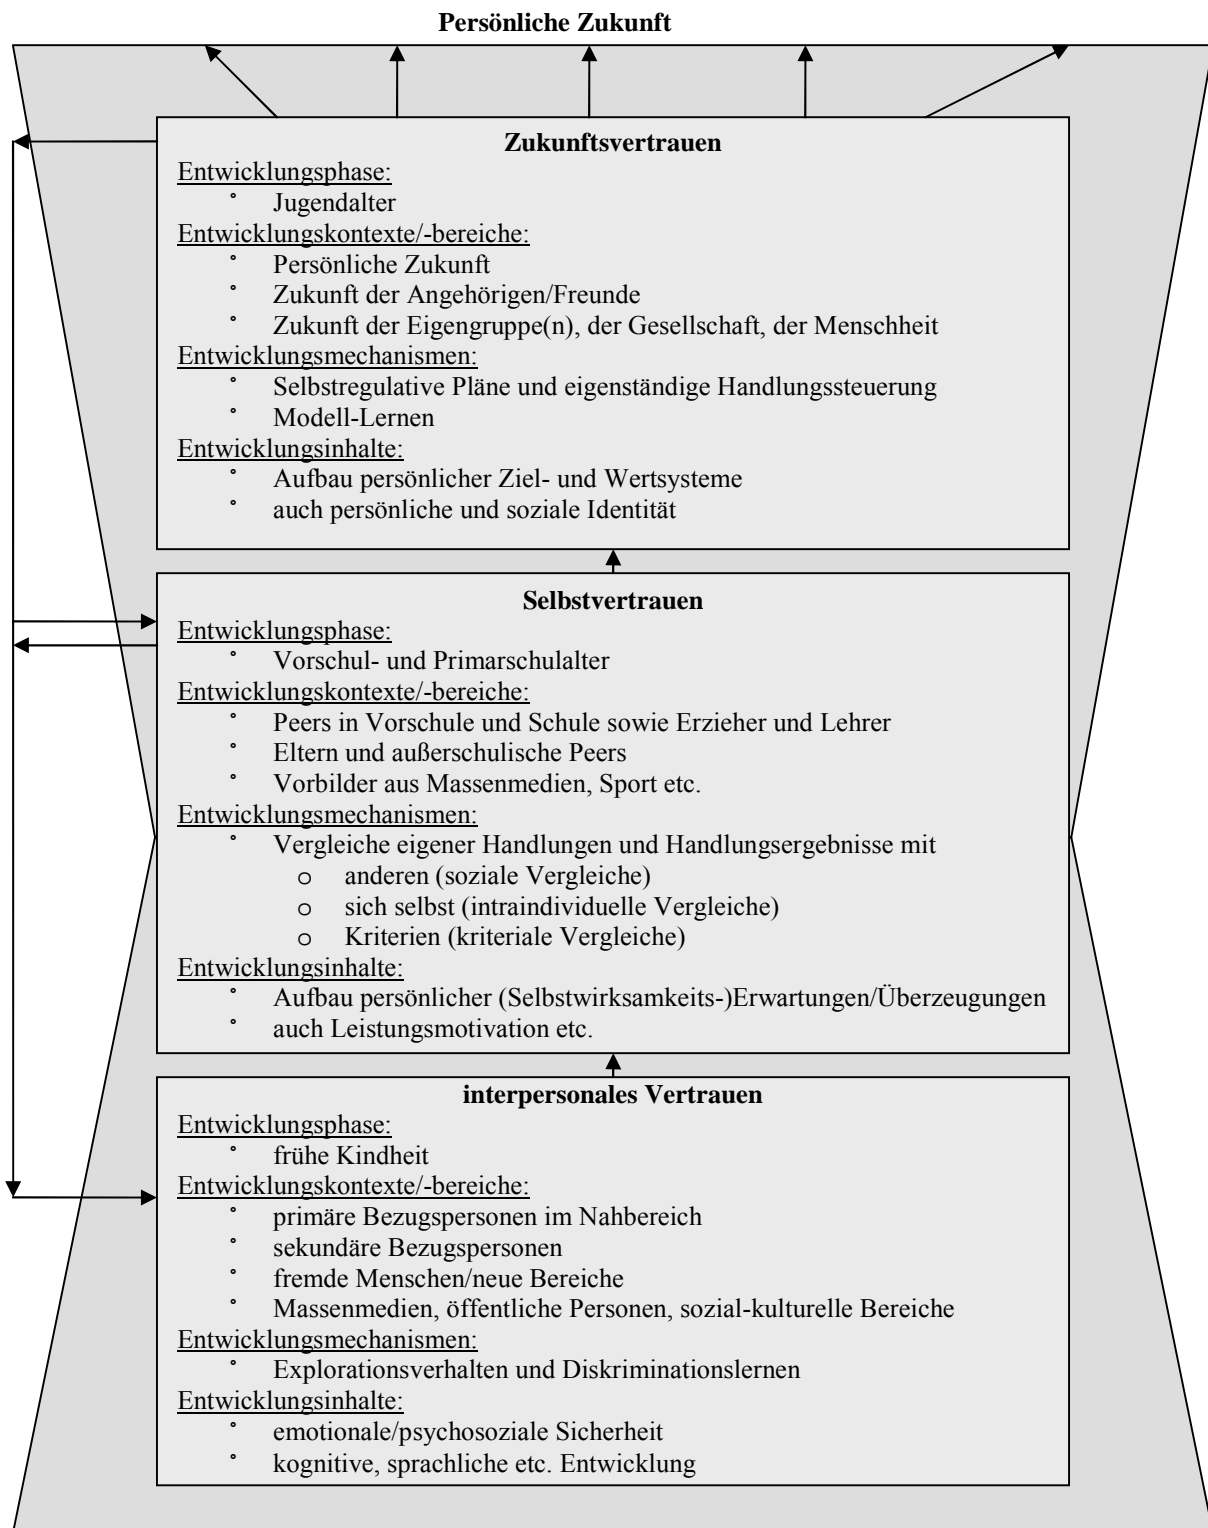 Persönliche Zukunft
Zukunftsvertrauen
Entwicklungsphase:
° Jugendalter
Entwicklungskontexte/-bereiche:
° Persönliche Zukunft
° Zukunft der Angehörigen/Freunde
° Zukunft der Eigengruppe(n), der Gesellschaft, der Menschheit
Entwicklungsmechanismen:
° Selbstregulative Pläne und eigenständige Handlungssteuerung
° Modell-Lernen
Entwicklungsinhalte:
° Aufbau persönlicher Ziel- und Wertsysteme
° auch persönliche und soziale Identität
Selbstvertrauen
Entwicklungsphase:
° Vorschul- und Primarschulalter
Entwicklungskontexte/-bereiche:
° Peers in Vorschule und Schule sowie Erzieher und Lehrer
° Eltern und außerschulische Peers
° Vorbilder aus Massenmedien, Sport etc.
Entwicklungsmechanismen:
° Vergleiche eigener Handlungen und Handlungsergebnisse mit
o anderen (soziale Vergleiche)
o sich selbst (intraindividuelle Vergleiche)
o Kriterien (kriteriale Vergleiche)
Entwicklungsinhalte:
° Aufbau persönlicher (Selbstwirksamkeits-)Erwartungen/Überzeugungen
° auch Leistungsmotivation etc.
interpersonales Vertrauen
Entwicklungsphase:
° frühe Kindheit
Entwicklungskontexte/-bereiche:
° primäre Bezugspersonen im Nahbereich
° sekundäre Bezugspersonen
° fremde Menschen/neue Bereiche
° Massenmedien, öffentliche Personen, sozial-kulturelle Bereiche
Entwicklungsmechanismen:
° Explorationsverhalten und Diskriminationslernen
Entwicklungsinhalte:
° emotionale/psychosoziale Sicherheit
° kognitive, sprachliche etc. Entwicklung